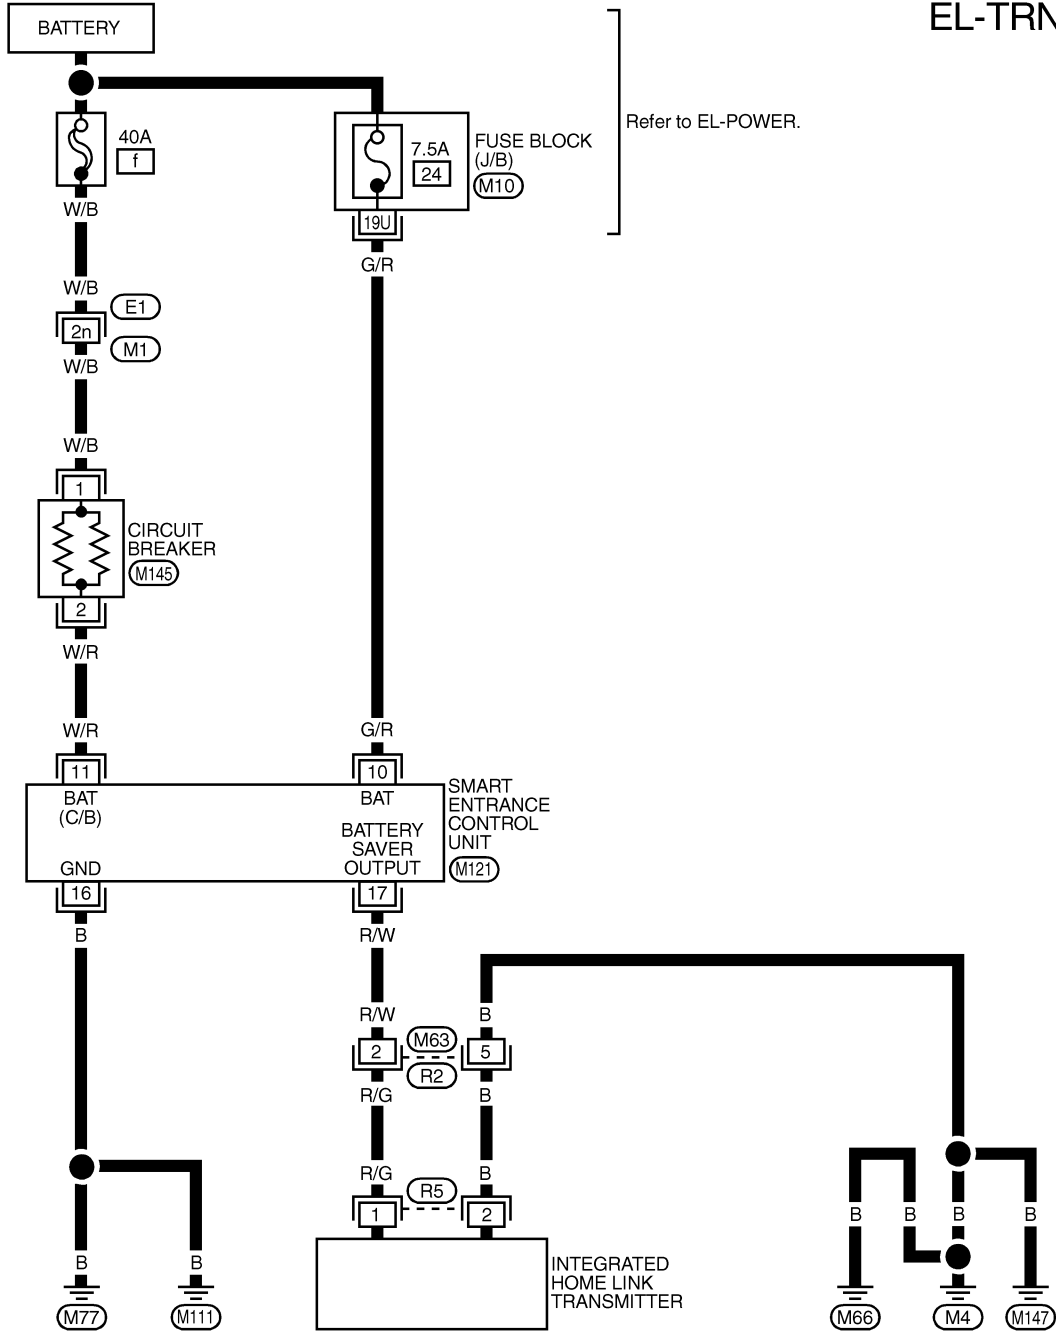 EL-TRN
BATTERY
40A
f
7.5A
24
FUSE BLOCK
(J/B)
M10
Refer to EL-POWER.
W/B
19U
G/R
W/B
E1
2n
M1
W/B
W/B
1
CIRCUIT
BREAKER
M145
2
W/R
W/R
G/R
11
10
BAT
(C/B)
BAT
BATTERY
SAVER
OUTPUT
GND
SMART
ENTRANCE
CONTROL
UNIT
M121
16
17
B
R/W
R/W
B
2
M63
5
R2
R/G
B
R/G
B
R5
1
2
B
B
B
B
B
B
INTEGRATED
HOME LINK
TRANSMITTER
M77
M111
M66
M4
M147